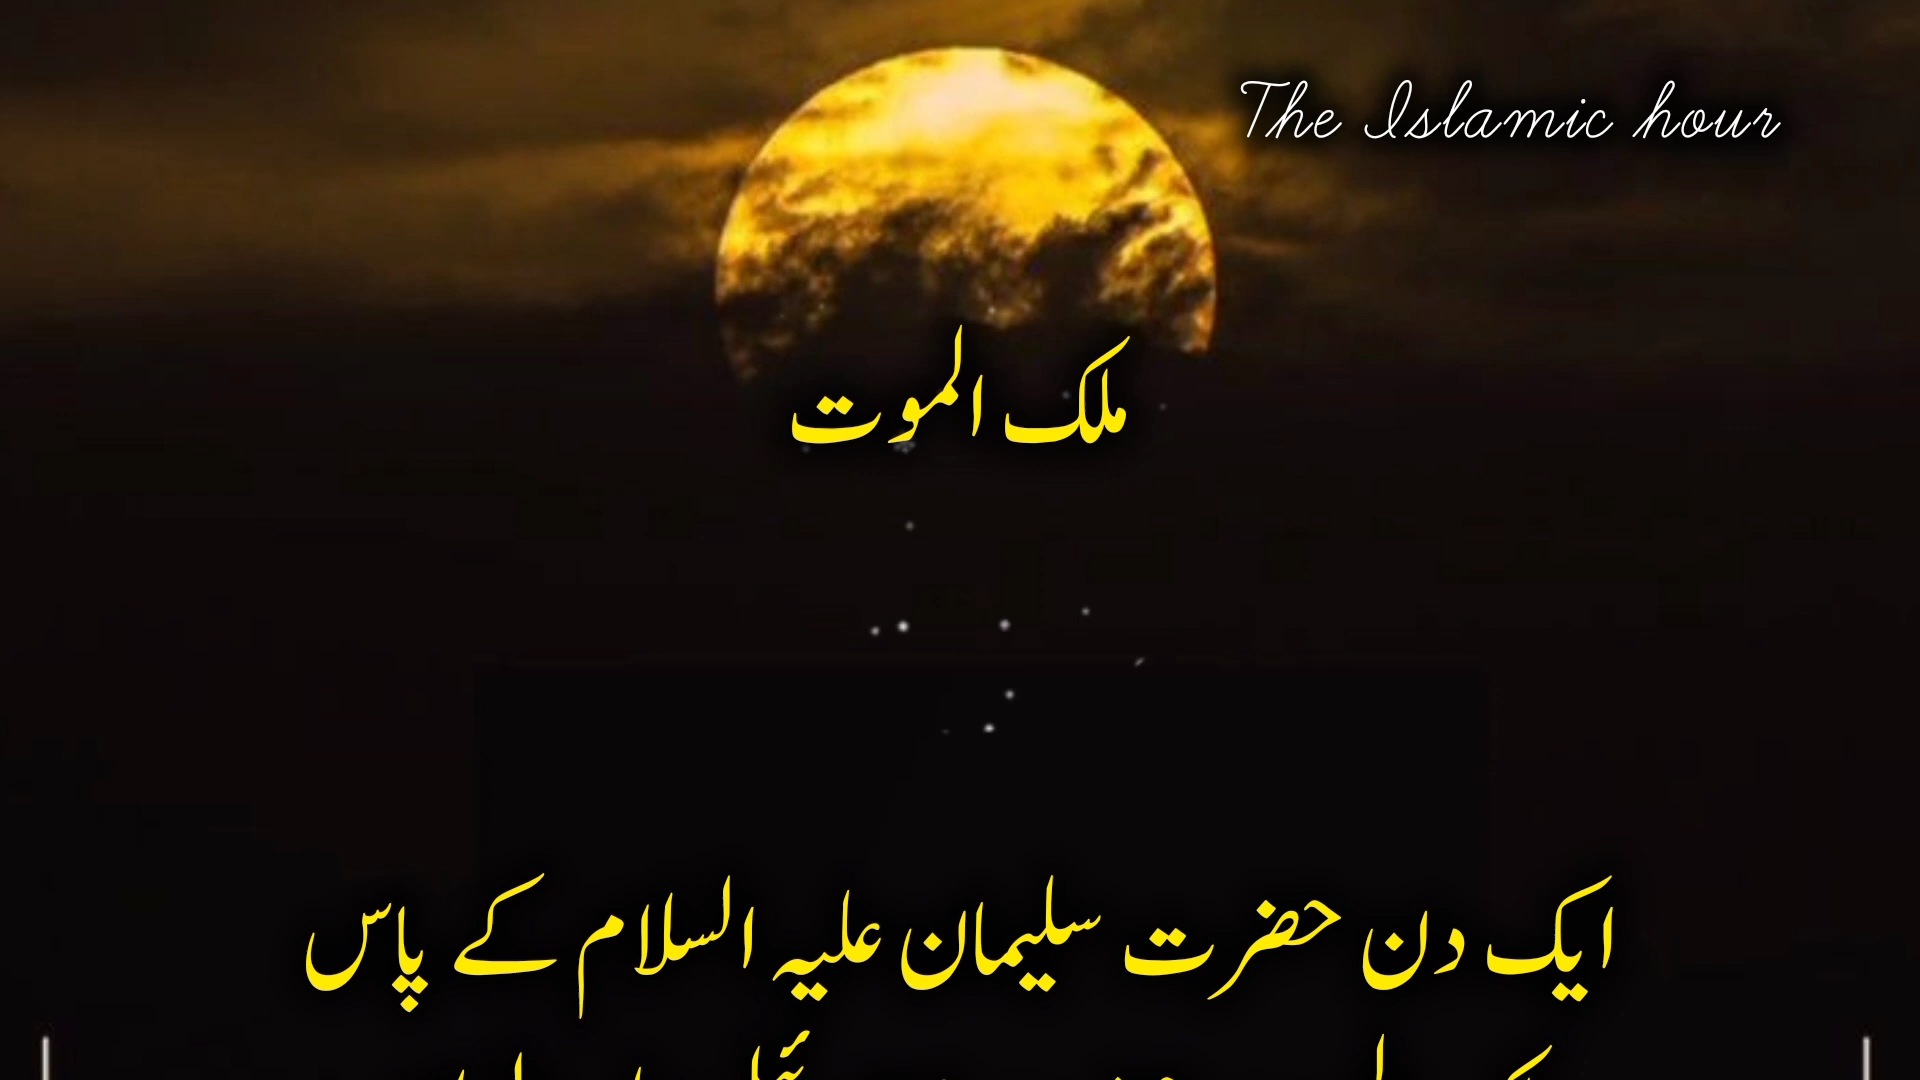 The Islamic hour
ملک الموت
ایک دن حضرت سلیمان علیہ السلام کے پاس